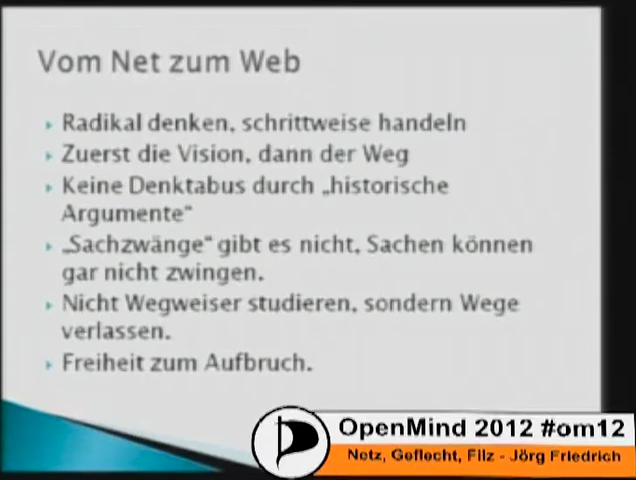 Vom Net zum Web
Radikal denken, schrittweise handeln
Zuerst die Vision, dann der Weg
Keine Denktabus durch „historische
Argumente“
„Sachzwänge“ gibt es nicht, Sachen können
gar nicht zwingen.
Nicht Wegweiser studieren, sondern Wege
verlassen.
Freiheit zum Aufbruch.
OpenMind 2012 #om12
Netz, Geflecht, Filz - Jörg Friedrich